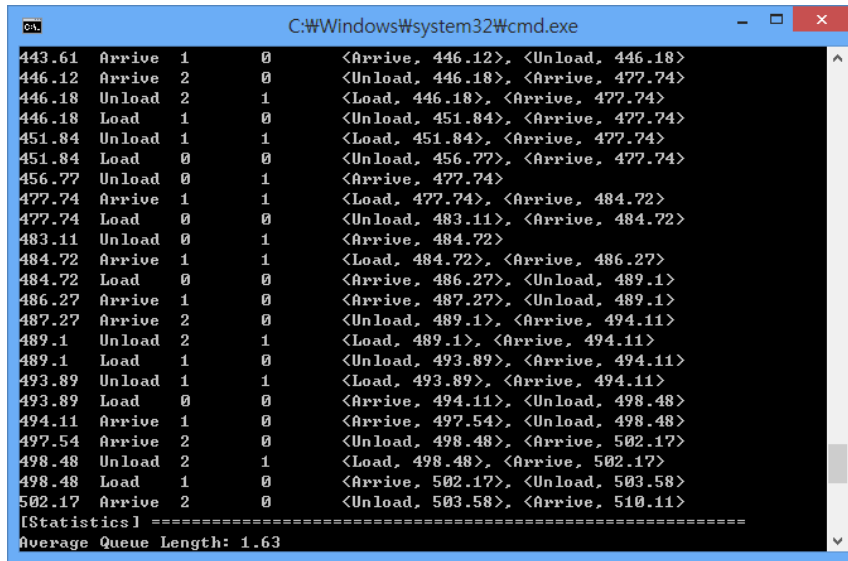 C:\.
C:₩Windows₩system32₩cmd.exe
443.61 Arrive 1 0 <Arrive, 446.12>, <Unload, 446.18>
446.12 Arrive 2 0 <Unload, 446.18>, <Arrive, 477.74>
446.18 Unload 2 1 <Load, 446.18>, <Arrive, 477.74>
446.18 Load 1 0 <Unload, 451.84>, <Arrive, 477.74>
451.84 Unload 1 1 <Load, 451.84>, <Arrive, 477.74>
451.84 Load 0 0 <Unload, 456.77>, <Arrive, 477.74>
456.77 Unload 0 1 <Arrive, 477.74>
477.74 Arrive 1 1 <Load, 477.74>, <Arrive, 484.72>
477.74 Load 0 0 <Unload, 483.11>, <Arrive, 484.72>
483.11 Unload 0 1 <Arrive, 484.72>
484.72 Arrive 1 1 <Load, 484.72>, <Arrive, 486.27>
484.72 Load 0 0 <Arrive, 486.27>, <Unload, 489.1>
486.27 Arrive 1 0 <Arrive, 487.27>, <Unload, 489.1>
487.27 Arrive 2 0 <Unload, 489.1>, <Arrive, 494.11>
489.1 Unload 2 1 <Load, 489.1>, <Arrive, 494.11>
489.1 Load 1 0 <Unload, 493.89>, <Arrive, 494.11>
493.89 Unload 1 1 <Load, 493.89>, <Arrive, 494.11>
493.89 Load 0 0 <Arrive, 494.11>, <Unload, 498.48>
494.11 Arrive 1 0 <Arrive, 497.54>, <Unload, 498.48>
497.54 Arrive 2 0 <Unload, 498.48>, <Arrive, 502.17>
498.48 Unload 2 1 <Load, 498.48>, <Arrive, 502.17>
498.48 Load 1 0 <Arrive, 502.17>, <Unload, 503.58>
502.17 Arrive 2 0 <Unload, 503.58>, <Arrive, 510.11>
[Statistics] ===========================================================
Average Queue Length: 1.63